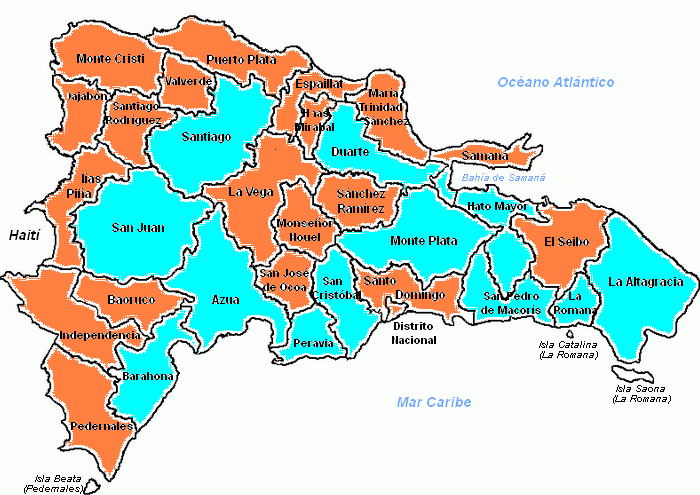 Monte Cristi
Puerto Plata
Valverde
Espaillat
María
Trinidad
Sánchez
Océano Atlántico
Dajabón
Santiago
Rodríguez
Santiago
Hnas
Mirabal
Duarte
Samaná
Bahía de Samaná
Elías
Piña
La Vega
Sánchez
Ramírez
Hato Mayor
Haití
San Juan
Monseñor
Nouel
Monte Plata
El Seibo
San José
de Ocoa
San
Cristóbal
Santo
Domingo
La Altagracia
Baoruco
Azua
San Pedro
de Macorís
La
Romana
Independencia
Peravia
Distrito
Nacional
Isla Catalina
(La Romana)
Barahona
Isla Saona
(La Romana)
Mar Caribe
Pedernales
Isla Beata
(Pedernales)